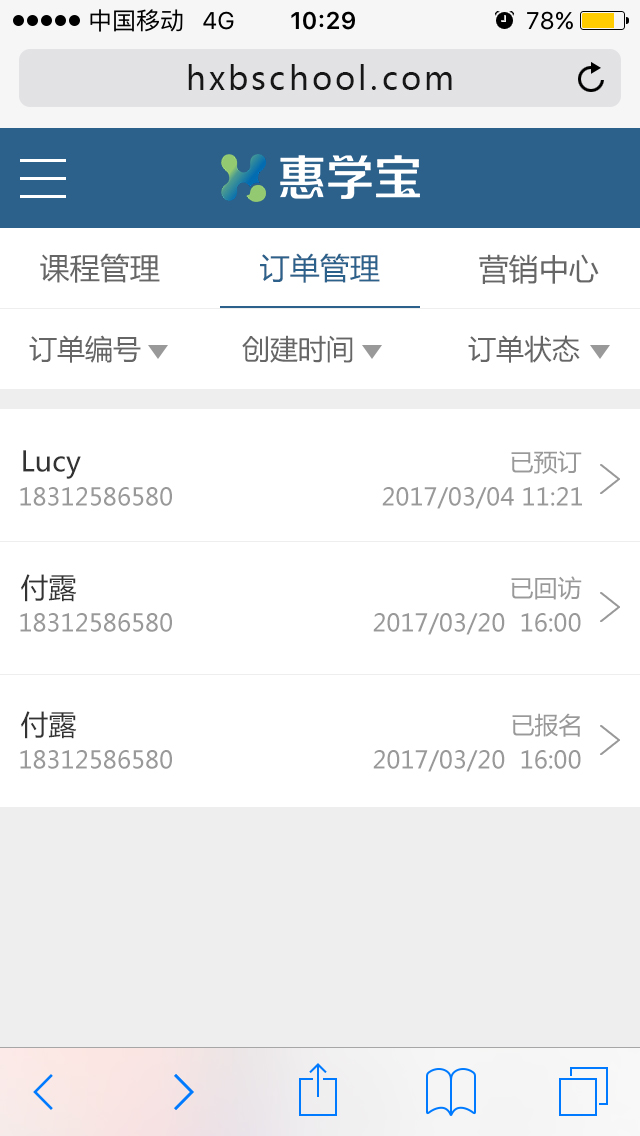 中国移动 4G 10:29 78%
hxbschool.com
惠学宝
课程管理 订单管理 营销中心
订单编号 创建时间 订单状态
Lucy 已预订
18312586580 2017/03/04 11:21
付露 已回访
18312586580 2017/03/20 16:00
付露 已报名
18312586580 2017/03/20 16:00